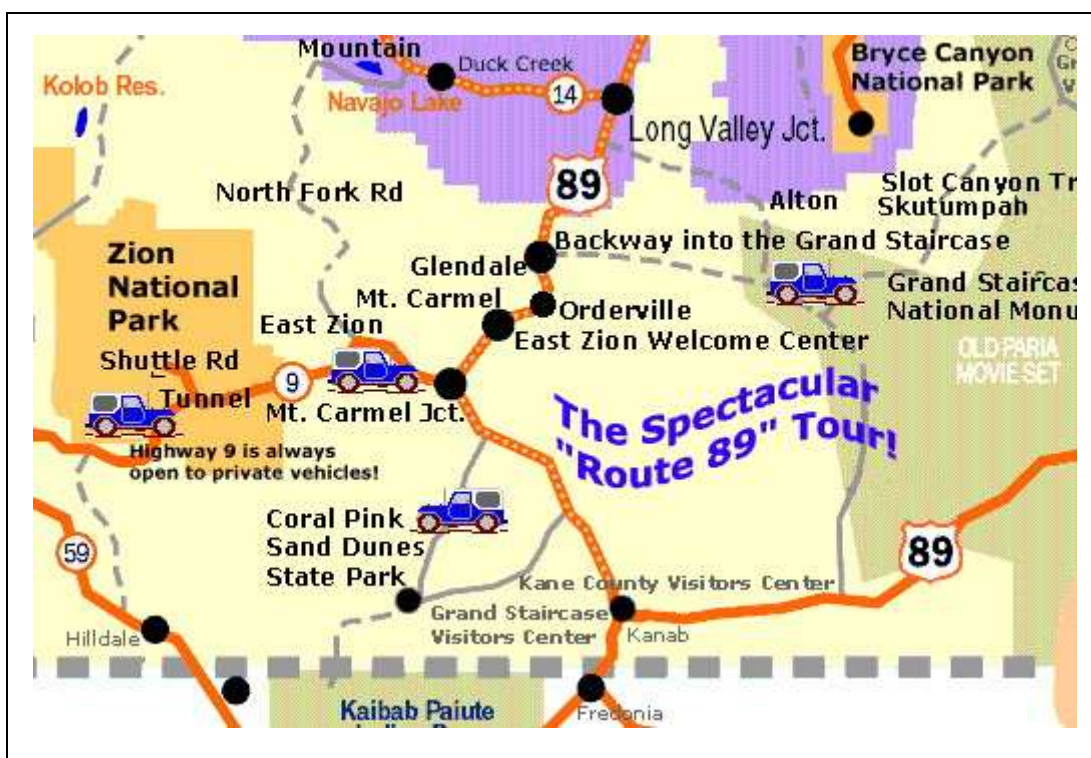 Mountain
Duck Creek
Bryce Canyon
National Park
Kolob Res.
Navajo Lake
14
Long Valley Jct.
89
North Fork Rd
Alton
Slot Canyon
Skutumpah
Backway into the Grand Staircase
Zion
National
Park
Glendale
Mt. Carmel
Orderville
Grand
National
East Zion
East Zion Welcome Center
Shuttle Rd
OLD PARIA
MOVIE SET
9
Tunnel
Mt. Carmel Jct.
The Spectacular
"Route 89" Tour!
Highway 9 is always
open to private vehicles!
Coral Pink
Sand Dunes
State Park
59
89
Kane County Visitors Center
Grand Staircase
Visitors Center
Kanab
Hilldale
Kaibab Paiute
Fredonia